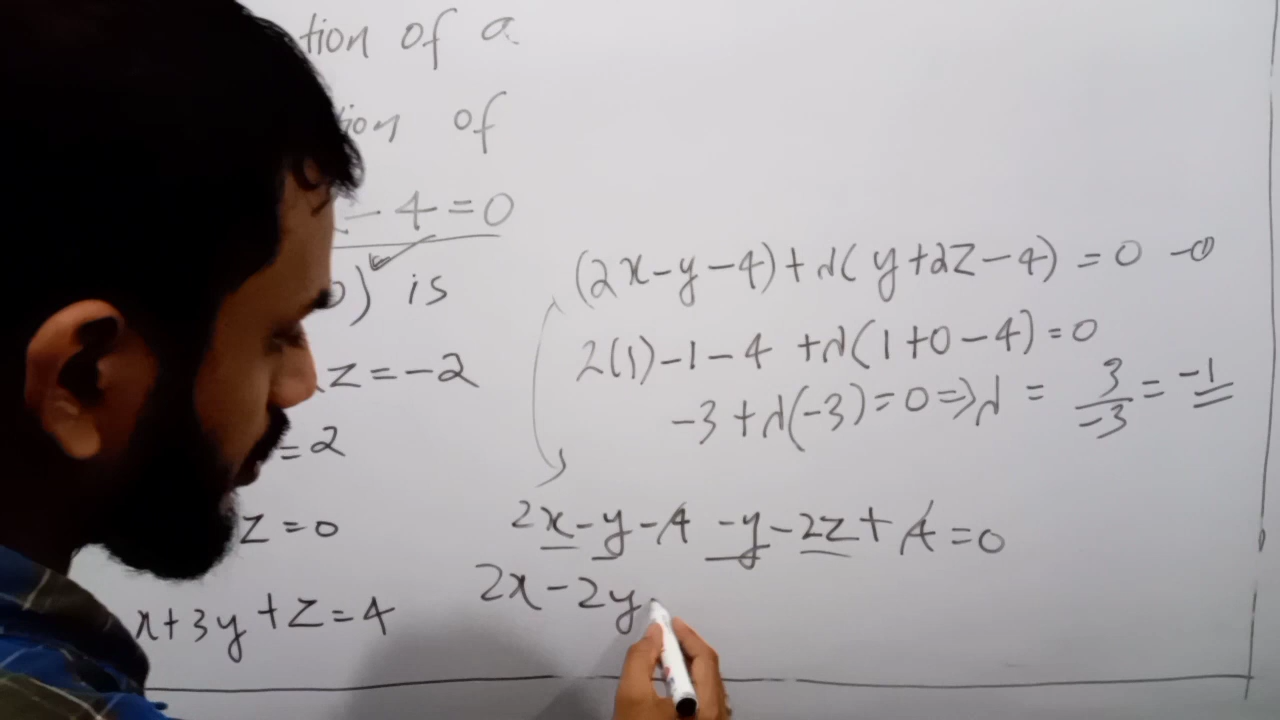 tion of a
tion of
- 4 = 0
) is
z = -2
= 2
z = 0
x + 3y + z = 4
(2x - y - 4) + λ(y + 2z - 4) = 0 - ①
2(1) - 1 - 4 + λ(1 + 0 - 4) = 0
-3 + λ(-3) = 0 ⇒ λ = 3/-3 = -1
2x - y - 4 - y - 2z + 4 = 0
2x - 2y